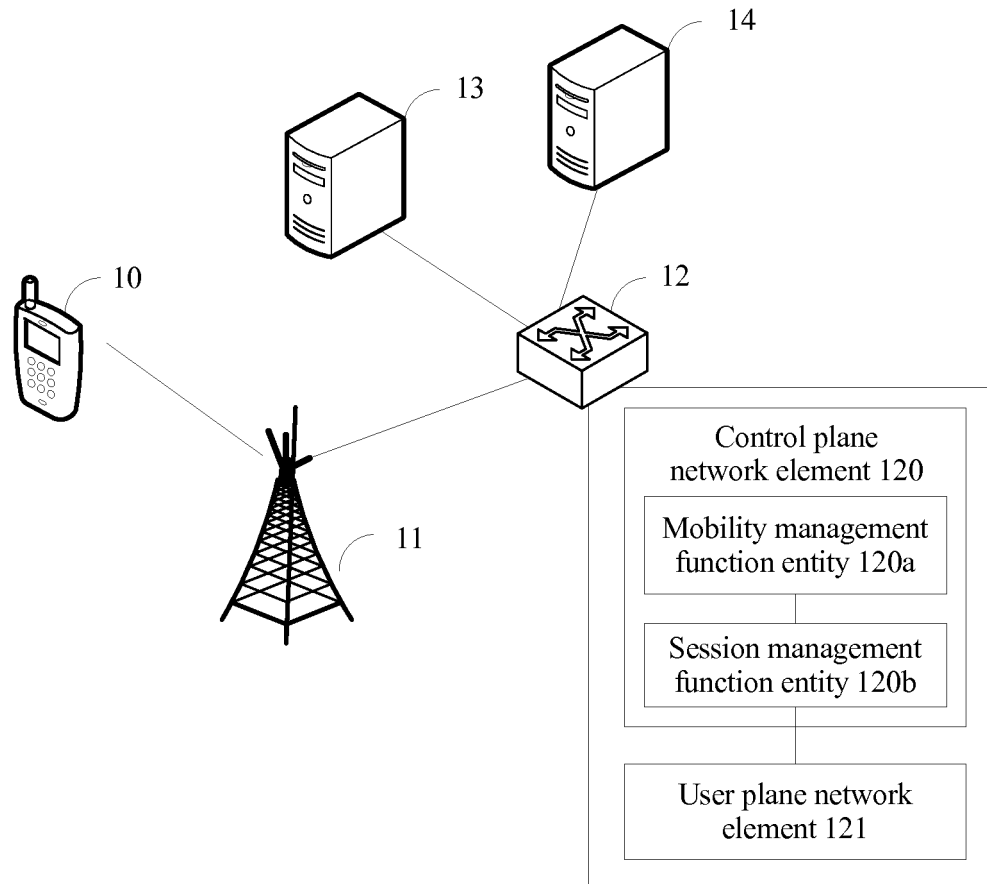 14
13
10
12
11
Control plane
network element 120
Mobility management
function entity 120a
Session management
function entity 120b
User plane network
element 121